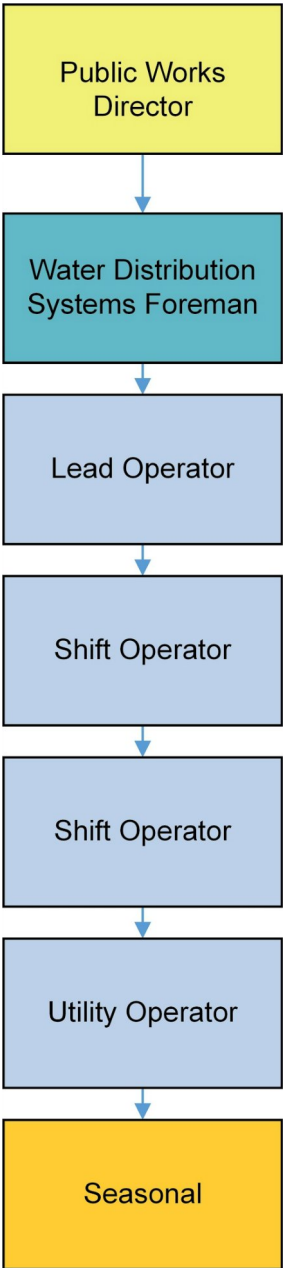 Public Works
Director
Water Distribution
Systems Foreman
Lead Operator
Shift Operator
Shift Operator
Utility Operator
Seasonal